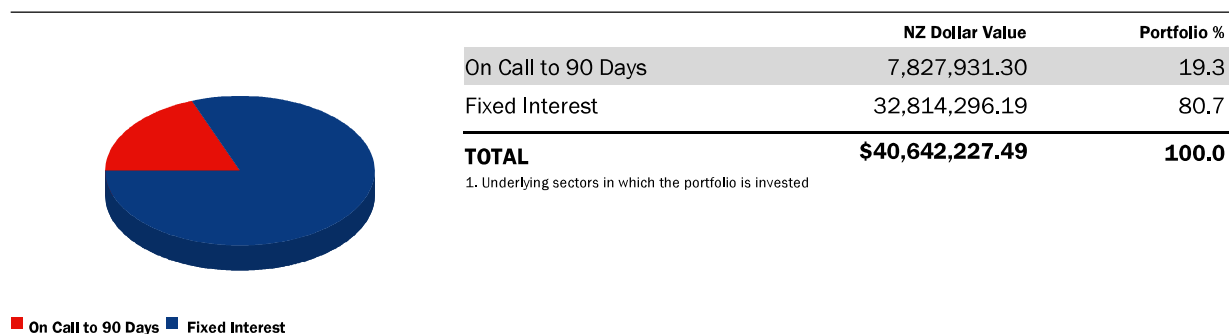 NZ Dollar Value Portfolio %
On Call to 90 Days 7,827,931.30 19.3
Fixed Interest 32,814,296.19 80.7
TOTAL $40,642,227.49 100.0
1. Underlying sectors in which the portfolio is invested
On Call to 90 Days Fixed Interest